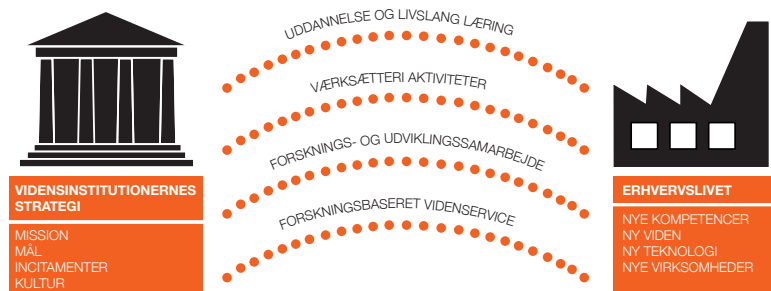 UDDANNELSE OG LIVSLANG LÆRING
VÆRKSÆTTERI AKTIVITETER
FORSKNINGS- OG UDVIKLINGSSAMARBEJDE
FORSKNINGSBASERET VIDENSERVICE
VIDENSINSTITUTIONERNES
STRATEGI
MISSION
MÅL
INCITAMENTER
KULTUR
ERHVERVSLIVET
NYE KOMPETENCER
NY VIDEN
NY TEKNOLOGI
NYE VIRKSOMHEDER